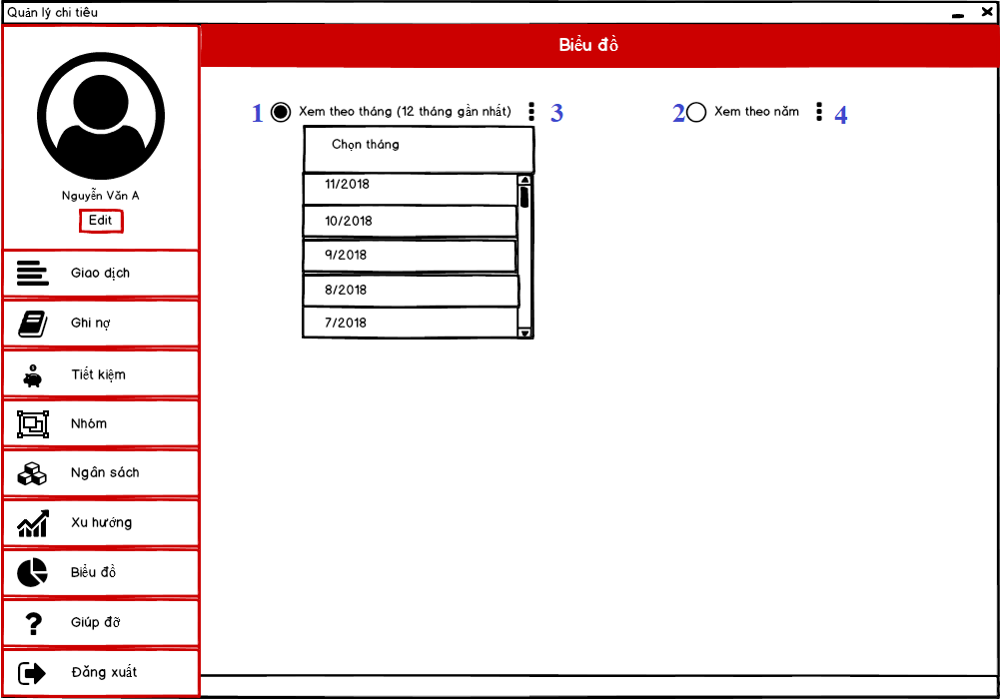 Quản lý chi tiêu
Biểu đồ
Nguyễn Văn A
Edit
Giao dịch
Ghi nợ
Tiết kiệm
Nhóm
Ngân sách
Xu hướng
Biểu đồ
Giúp đỡ
Đăng xuất
1 Xem theo tháng (12 tháng gần nhất) 3
2 Xem theo năm 4
Chọn tháng
11/2018
10/2018
9/2018
8/2018
7/2018